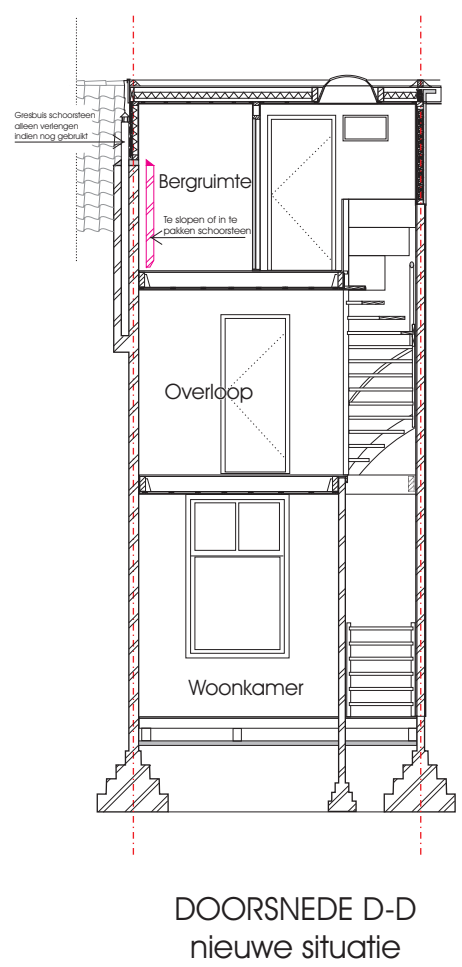 Gresbuis schoorsteen
alleen verlengen
indien nog gebruikt
Bergruimte
Te slopen of in te
pakken schoorsteen
Overloop
Woonkamer
DOORSNEDE D-D
nieuwe situatie